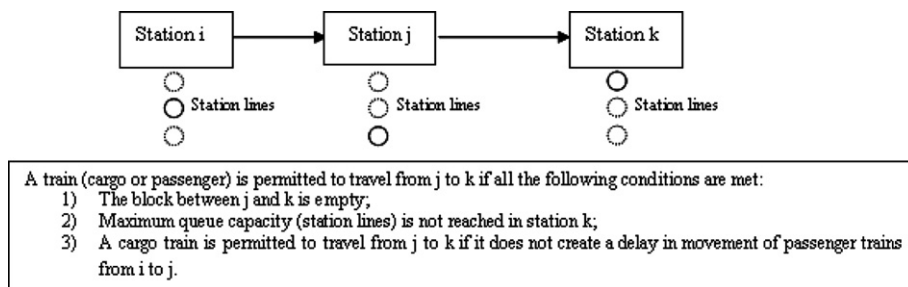 Station i Station j Station k
Station lines Station lines Station lines
A train (cargo or passenger) is permitted to travel from j to k if all the following conditions are met:
1) The block between j and k is empty;
2) Maximum queue capacity (station lines) is not reached in station k;
3) A cargo train is permitted to travel from j to k if it does not create a delay in movement of passenger trains
from i to j.